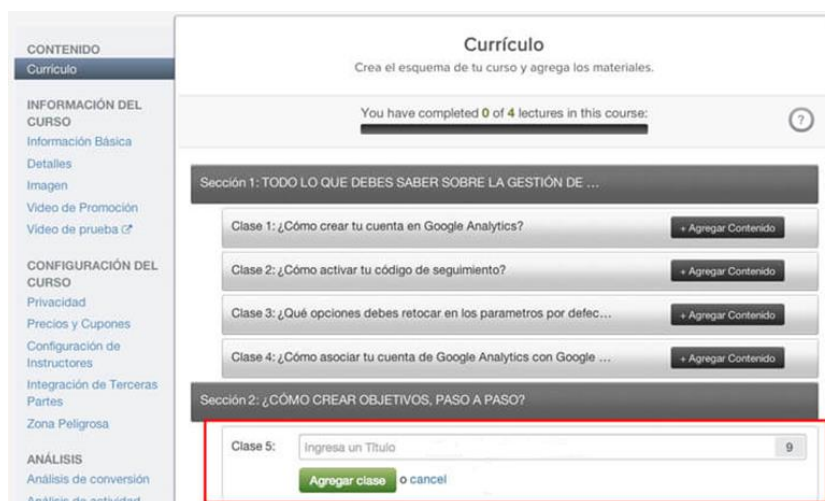 CONTENIDO
Currículo
INFORMACIÓN DEL
CURSO
Información Básica
Detalles
Imagen
Video de Promoción
Video de prueba
CONFIGURACIÓN DEL
CURSO
Privacidad
Precios y Cupones
Configuración de
Instructores
Integración de Terceras
Partes
Zona Peligrosa
ANÁLISIS
Análisis de conversión
Análisis de actividad
Currículo
Crea el esquema de tu curso y agrega los materiales.
You have completed 0 of 4 lectures in this course:
?
Sección 1: TODO LO QUE DEBES SABER SOBRE LA GESTIÓN DE ...
Clase 1: ¿Cómo crear tu cuenta en Google Analytics?
+ Agregar Contenido
Clase 2: ¿Cómo activar tu código de seguimiento?
+ Agregar Contenido
Clase 3: ¿Qué opciones debes retocar en los parametros por defec...
+ Agregar Contenido
Clase 4: ¿Cómo asociar tu cuenta de Google Analytics con Google ...
+ Agregar Contenido
Sección 2: ¿CÓMO CREAR OBJETIVOS, PASO A PASO?
Clase 5:
Ingresa un Título
9
Agregar clase o cancel